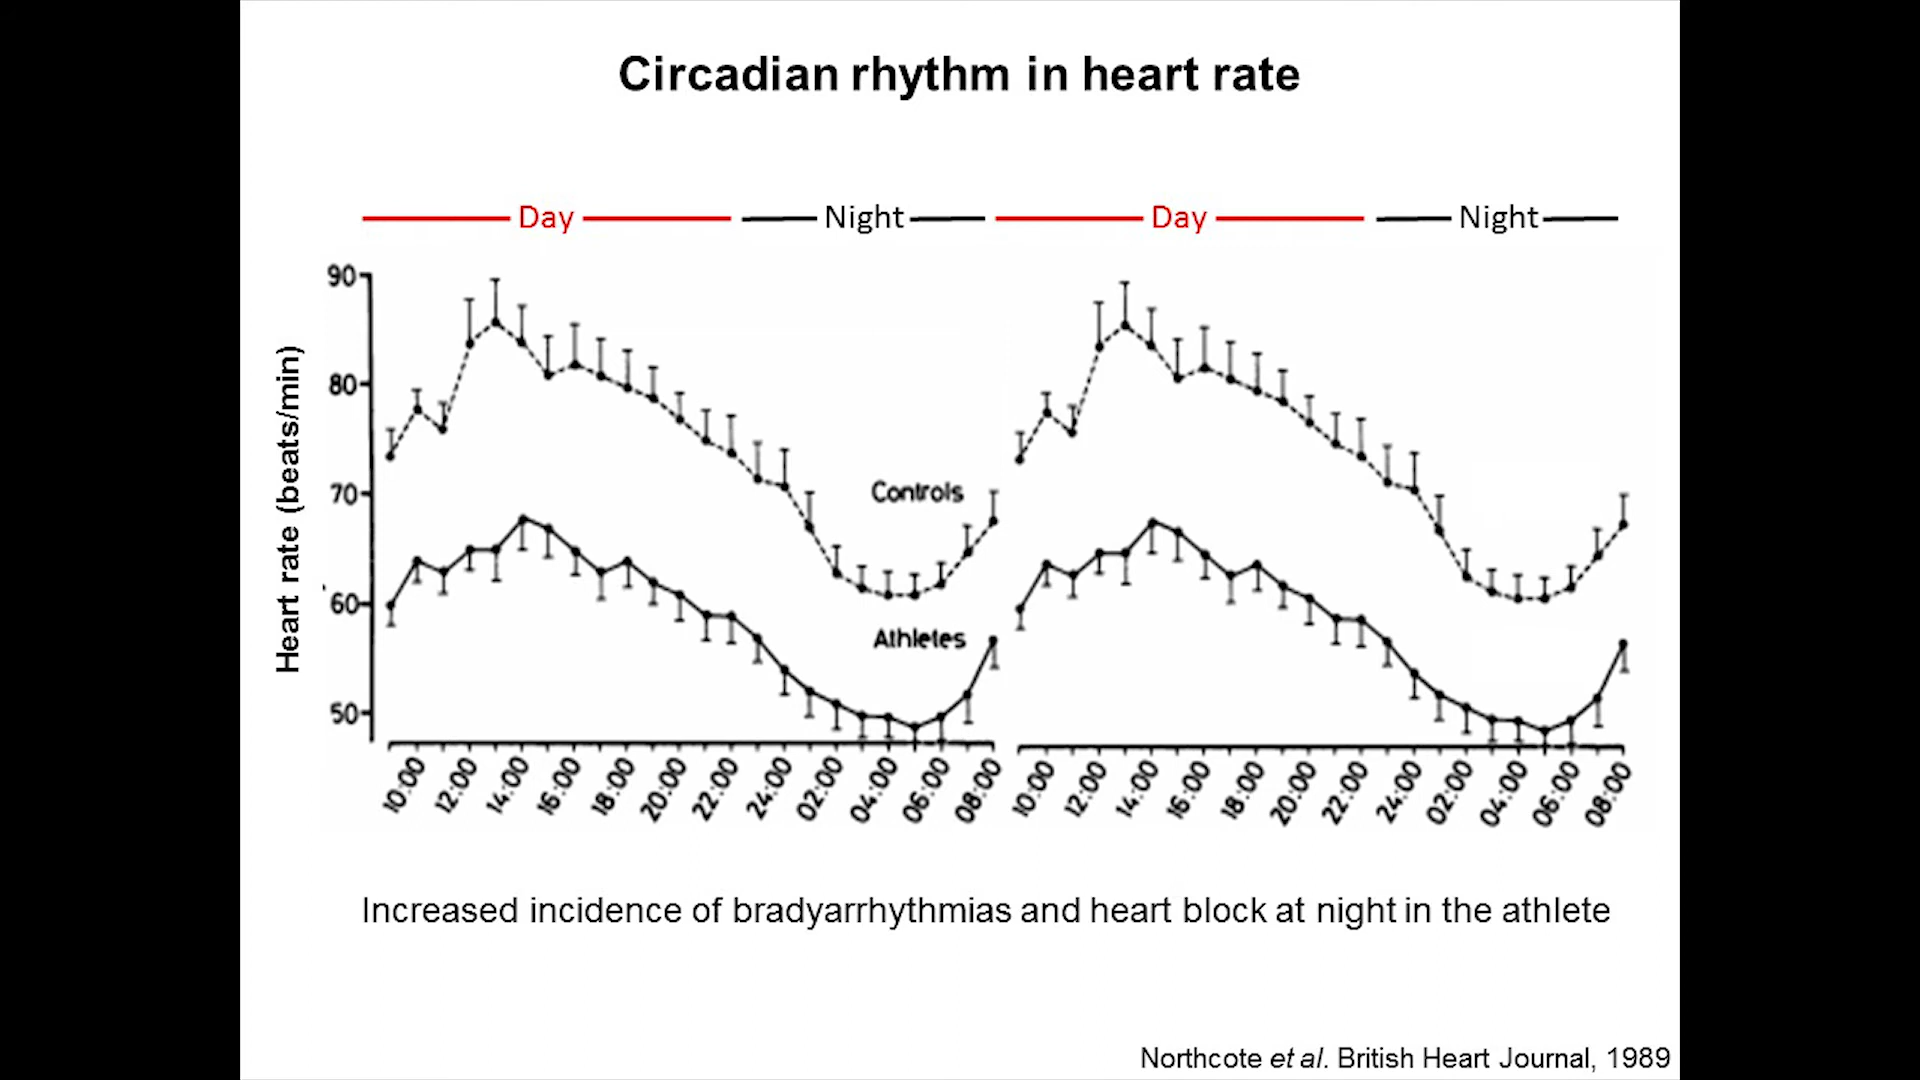 Circadian rhythm in heart rate
Day Night Day Night
Heart rate (beats/min)
90
80
70
60
50
Controls
Athletes
10:00 12:00 14:00 16:00 18:00 20:00 22:00 24:00 02:00 04:00 06:00 08:00 10:00 12:00 14:00 16:00 18:00 20:00 22:00 24:00 02:00 04:00 06:00 08:00
Increased incidence of bradyarrhythmias and heart block at night in the athlete
Northcote et al. British Heart Journal, 1989